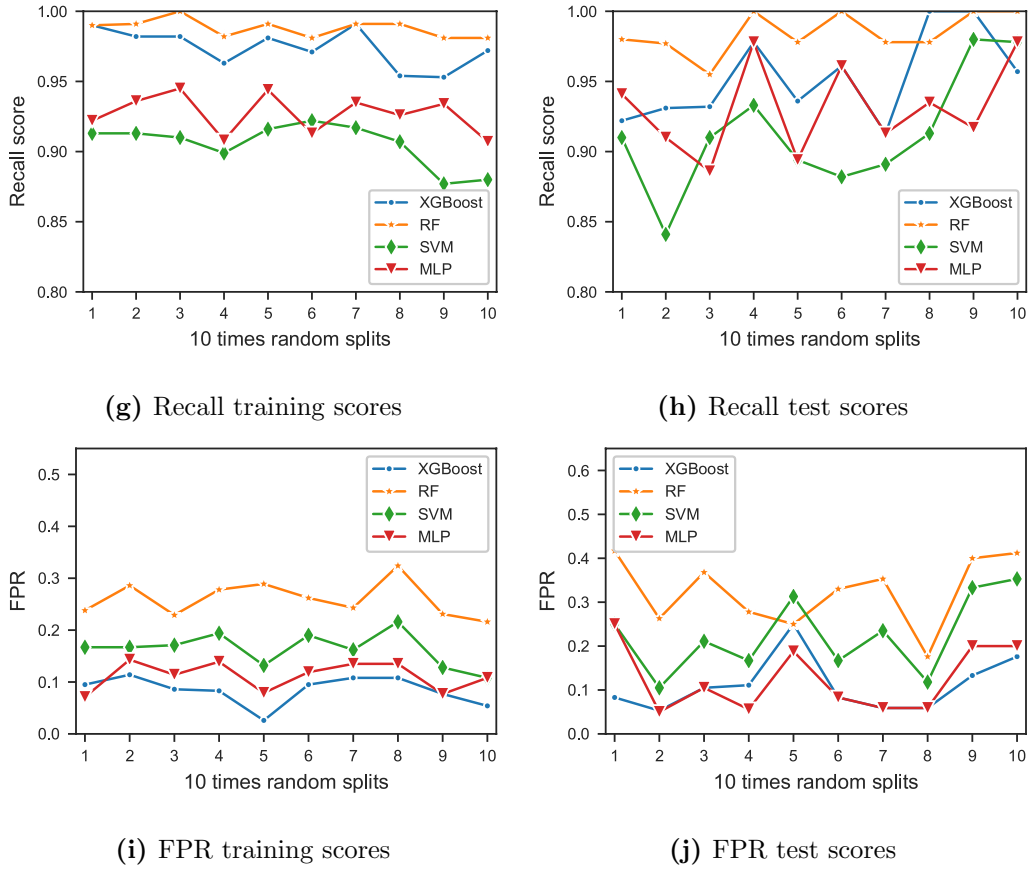 1.00
0.95
0.90
0.85
0.80
Recall score
XGBoost
RF
SVM
MLP
1 2 3 4 5 6 7 8 9 10
10 times random splits
(g) Recall training scores
1.00
0.95
0.90
0.85
0.80
Recall score
XGBoost
RF
SVM
MLP
1 2 3 4 5 6 7 8 9 10
10 times random splits
(h) Recall test scores
0.5
0.4
0.3
0.2
0.1
0.0
FPR
XGBoost
RF
SVM
MLP
1 2 3 4 5 6 7 8 9 10
10 times random splits
(i) FPR training scores
0.6
0.5
0.4
0.3
0.2
0.1
0.0
FPR
XGBoost
RF
SVM
MLP
1 2 3 4 5 6 7 8 9 10
10 times random splits
(j) FPR test scores